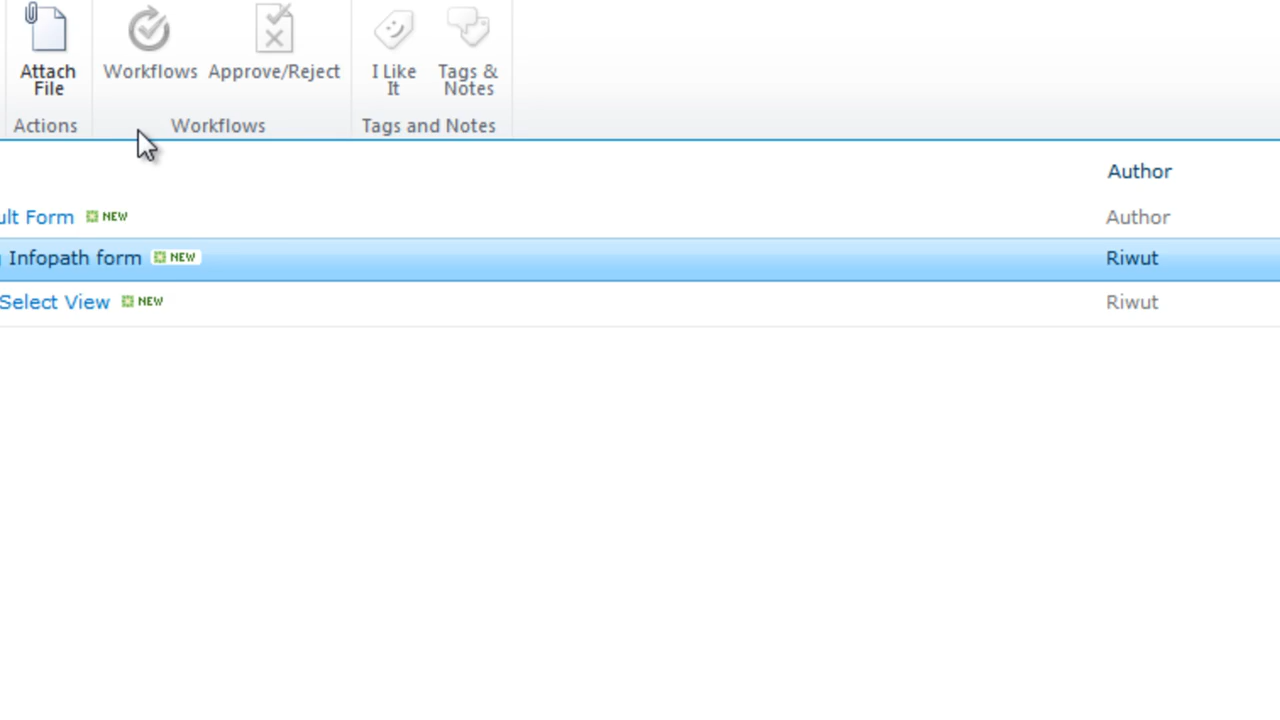 Attach File
Workflows
Approve/Reject
I Like It
Tags & Notes
Actions
Workflows
Tags and Notes
Author
Form NEW
Author
Infopath form NEW
Riwut
Select View NEW
Riwut